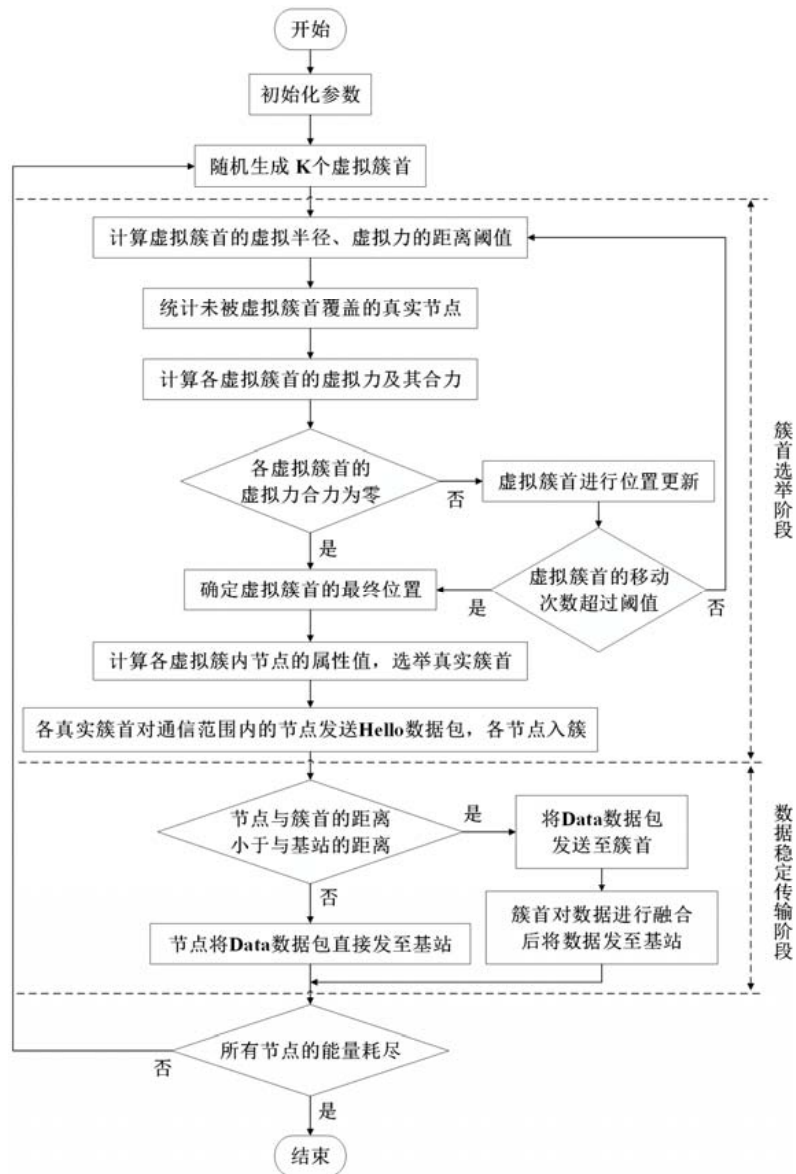 开始
初始化参数
随机生成 K个虚拟簇首
计算虚拟簇首的虚拟半径、虚拟力的距离阈值
统计未被虚拟簇首覆盖的真实节点
计算各虚拟簇首的虚拟力及其合力
各虚拟簇首的
虚拟力合力为零
否
虚拟簇首进行位置更新
是
虚拟簇首的移动
次数超过阈值
是
否
确定虚拟簇首的最终位置
计算各虚拟簇内节点的属性值，选举真实簇首
各真实簇首对通信范围内的节点发送Hello数据包，各节点入簇
簇首选举阶段
节点与簇首的距离
小于与基站的距离
是
将Data数据包
发送至簇首
否
簇首对数据进行融合
后将数据发至基站
节点将Data数据包直接发至基站
数据稳定传输阶段
所有节点的能量耗尽
否
是
结束